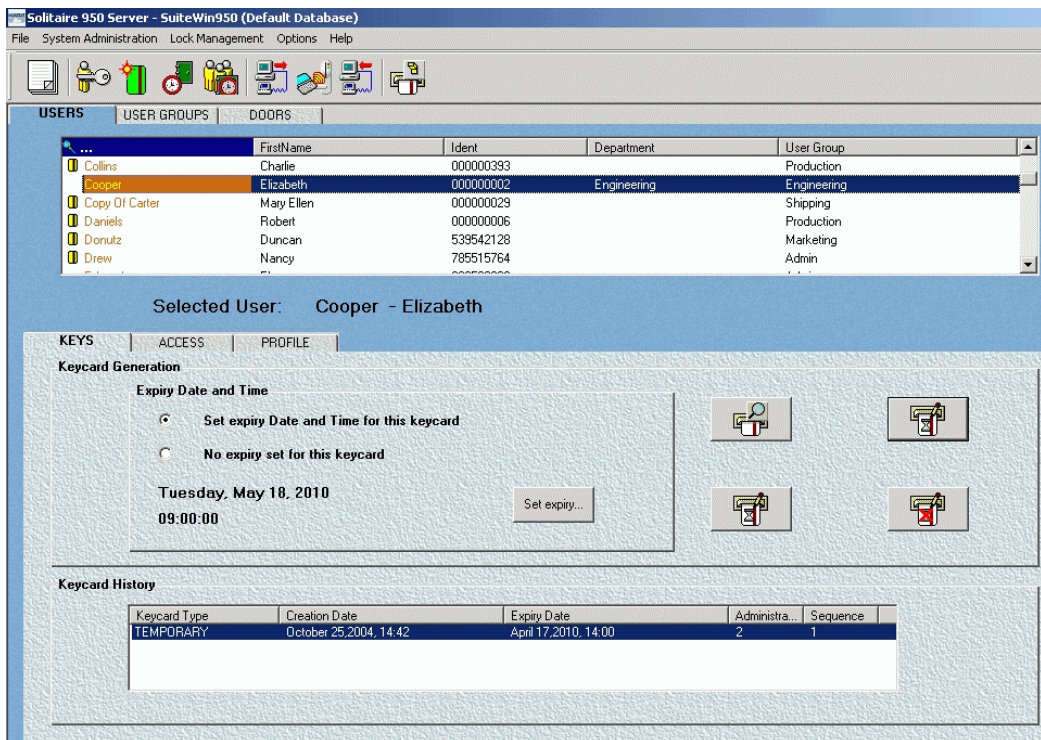 Solitaire 950 Server - SuiteWin950 (Default Database)
File System Administration Lock Management Options Help
USERS USER GROUPS DOORS
... FirstName Ident Department User Group
Collins Charlie 000000393 Production
Cooper Elizabeth 000000002 Engineering Engineering
Copy Of Carter Mary Ellen 000000029 Shipping
Daniels Robert 000000006 Production
Donutz Duncan 539542128 Marketing
Drew Nancy 785515764 Admin
Selected User: Cooper - Elizabeth
KEYS ACCESS PROFILE
Keycard Generation
Expiry Date and Time
Set expiry Date and Time for this keycard
No expiry set for this keycard
Tuesday, May 18, 2010
Set expiry...
09:00:00
Keycard History
Keycard Type Creation Date Expiry Date Administra... Sequence
TEMPORARY October 25,2004, 14:42 April 17,2010, 14:00 2 1